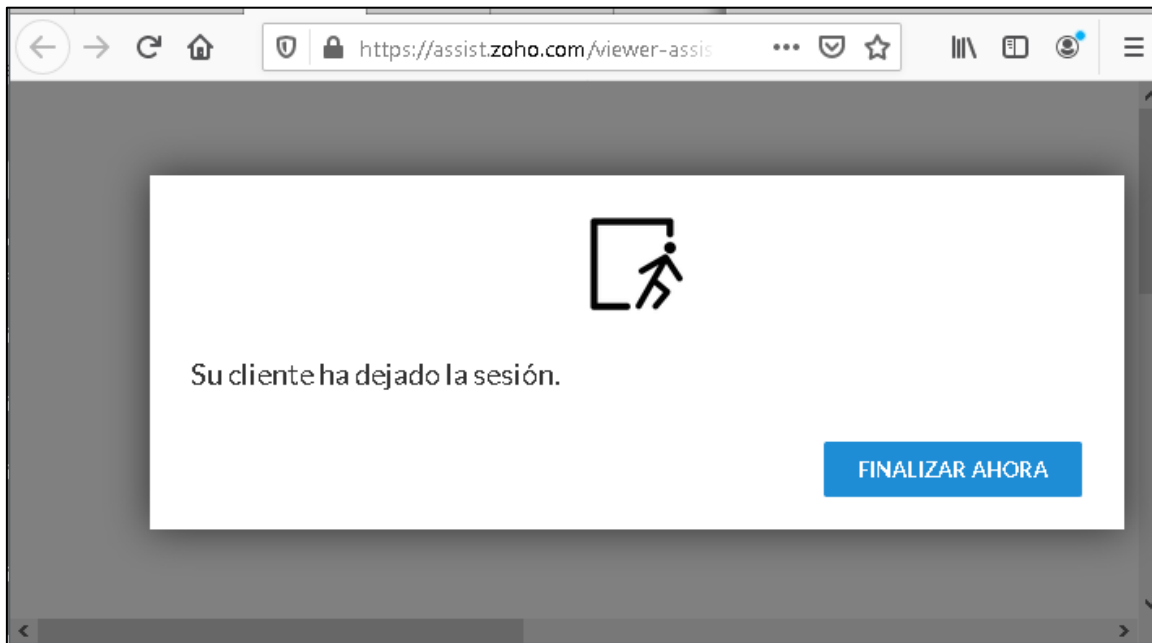 https://assist.zoho.com/viewer-assis
Su cliente ha dejado la sesión.
FINALIZAR AHORA